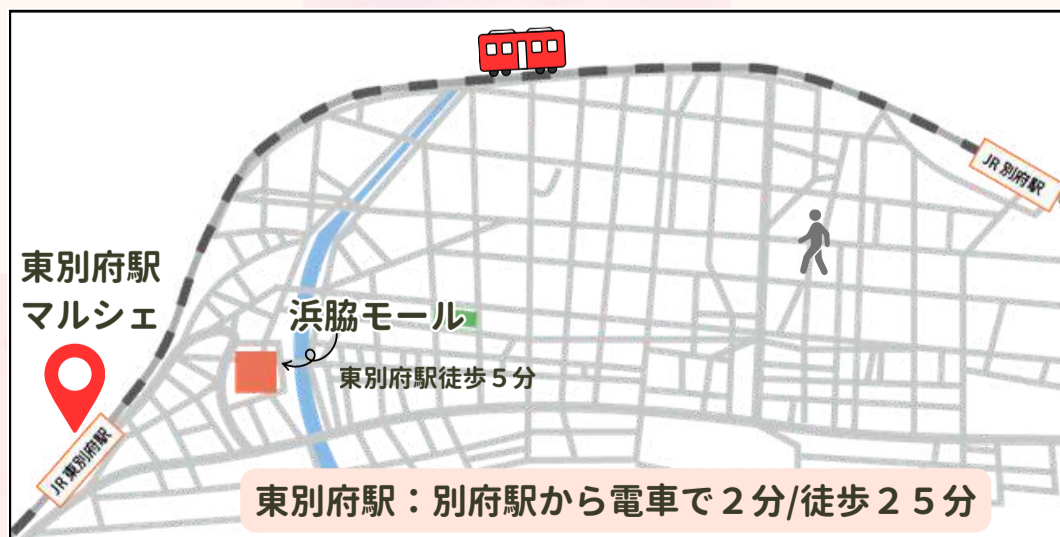 JR 別府駅
東別府駅
マルシェ
浜脇モール
東別府駅徒歩５分
JR 東別府駅
東別府駅：別府駅から電車で２分/徒歩２５分